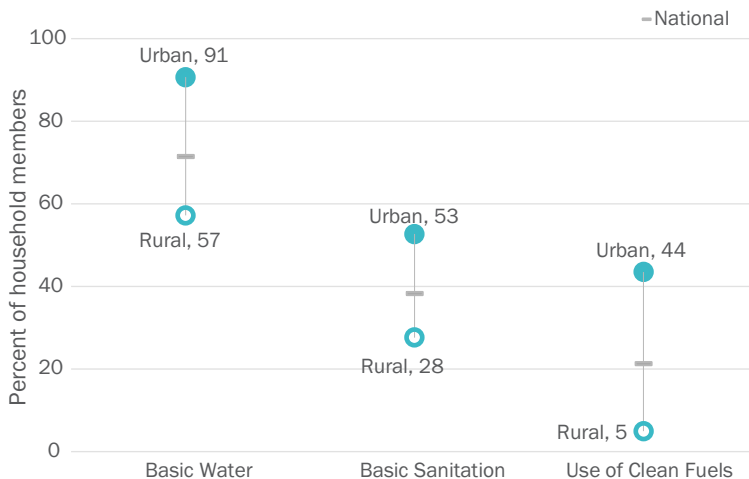 National
100
Urban, 91
80
60
Rural, 57
Urban, 53
Urban, 44
40
Rural, 28
20
Rural, 5
0
Percent of household members
Basic Water
Basic Sanitation
Use of Clean Fuels